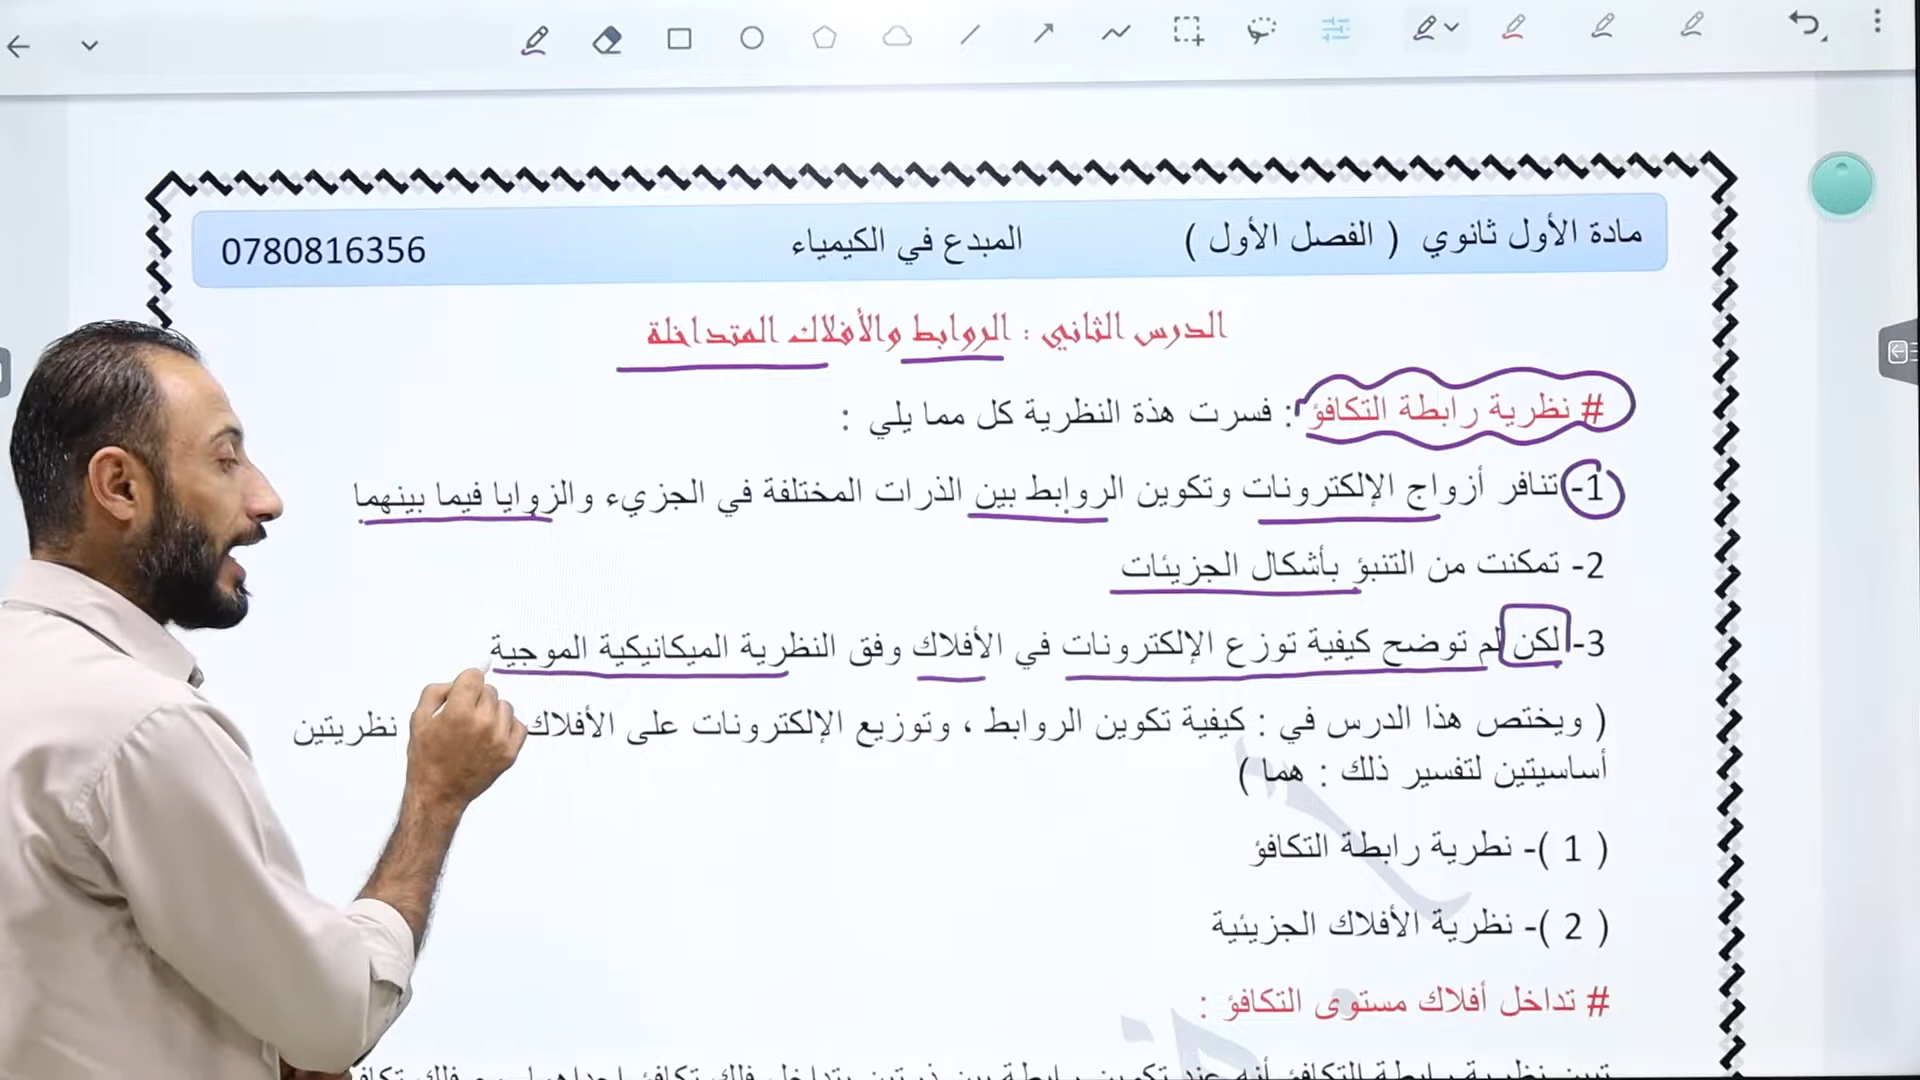 مادة الأول ثانوي ( الفصل الأول ) المبدع في الكيمياء 0780816356
الدرس الثاني : الروابط والأفلاك المتداخلة
# نظرية رابطة التكافؤ : فسرت هذة النظرية كل مما يلي :
1- تنافر أزواج الإلكترونات وتكوين الروابط بين الذرات المختلفة في الجزيء والزوايا فيما بينهما
2- تمكنت من التنبؤ بأشكال الجزيئات
3- لكن لم توضح كيفية توزع الإلكترونات في الأفلاك وفق النظرية الميكانيكية الموجية
( ويختص هذا الدرس في : كيفية تكوين الروابط ، وتوزيع الإلكترونات على الأفلاك نظريتين
أساسيتين لتفسير ذلك : هما )
( 1 )- نطرية رابطة التكافؤ
( 2 )- نظرية الأفلاك الجزيئية
# تداخل أفلاك مستوى التكافؤ :